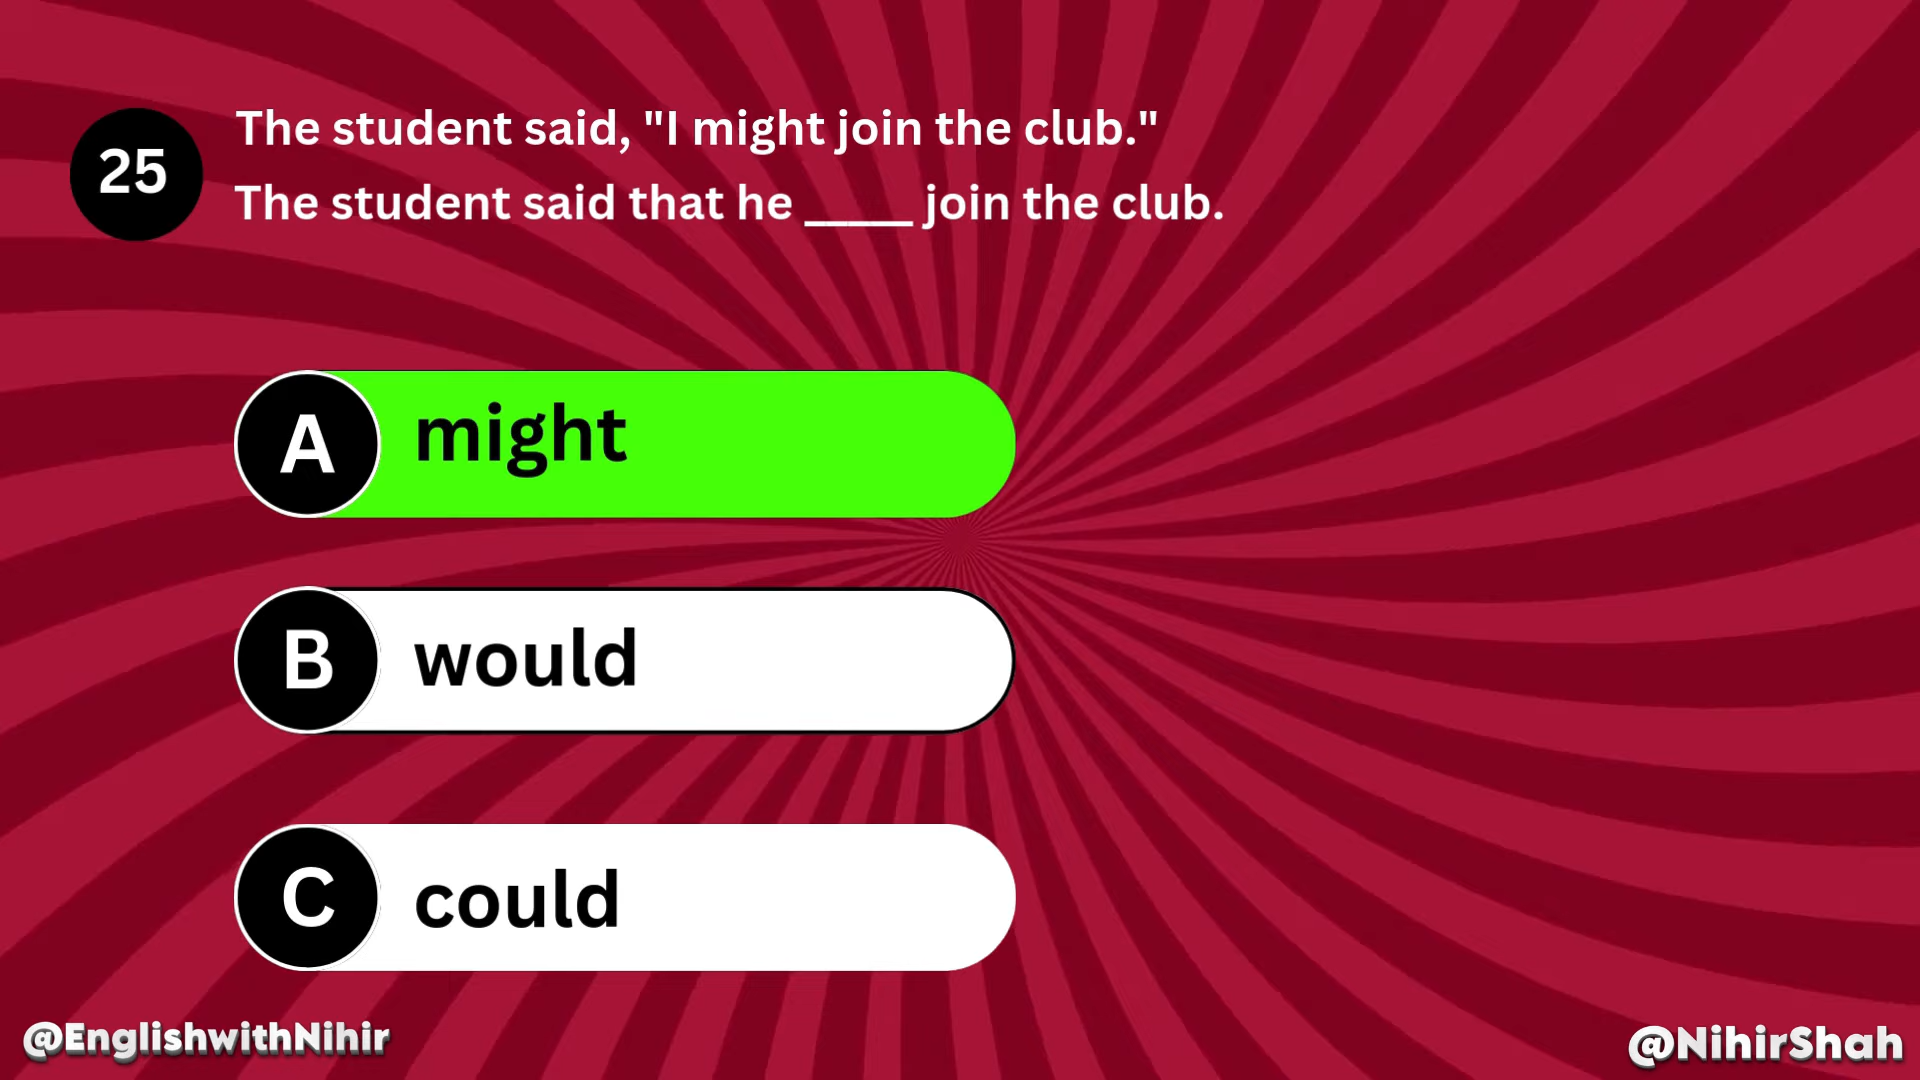 25
The student said, "I might join the club."
The student said that he _____ join the club.
A might
B would
C could
@EnglishwithNihir
@NihirShah